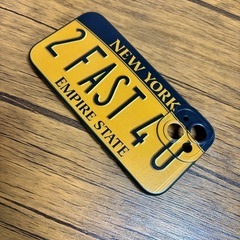 NEW YORK
2 FAST 4 U
EMPIRE STATE